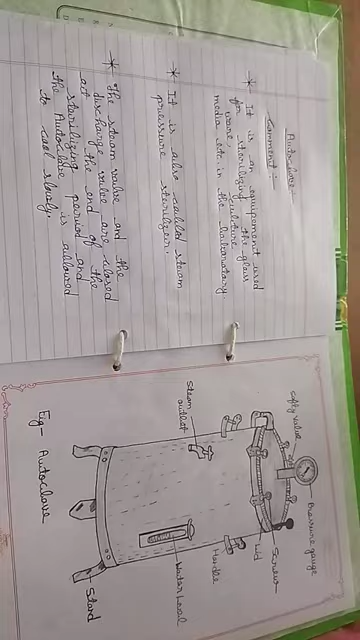 Autoclave
Comment :-
* It is an equipement used
for sterilizing the glass
ware, culture
media etc. in the laboratory.
* It is also called steam
pressure sterilizer.
* The steam valve and the
discharge valve are closed
at the end of the
sterilizing period and
the Autoclave is allowed
to cool slowly.
Safty valve
Pressure gauge
Screw
Lid
Handle
Steam
outlet
Water level
Stand
Fig - Autoclave